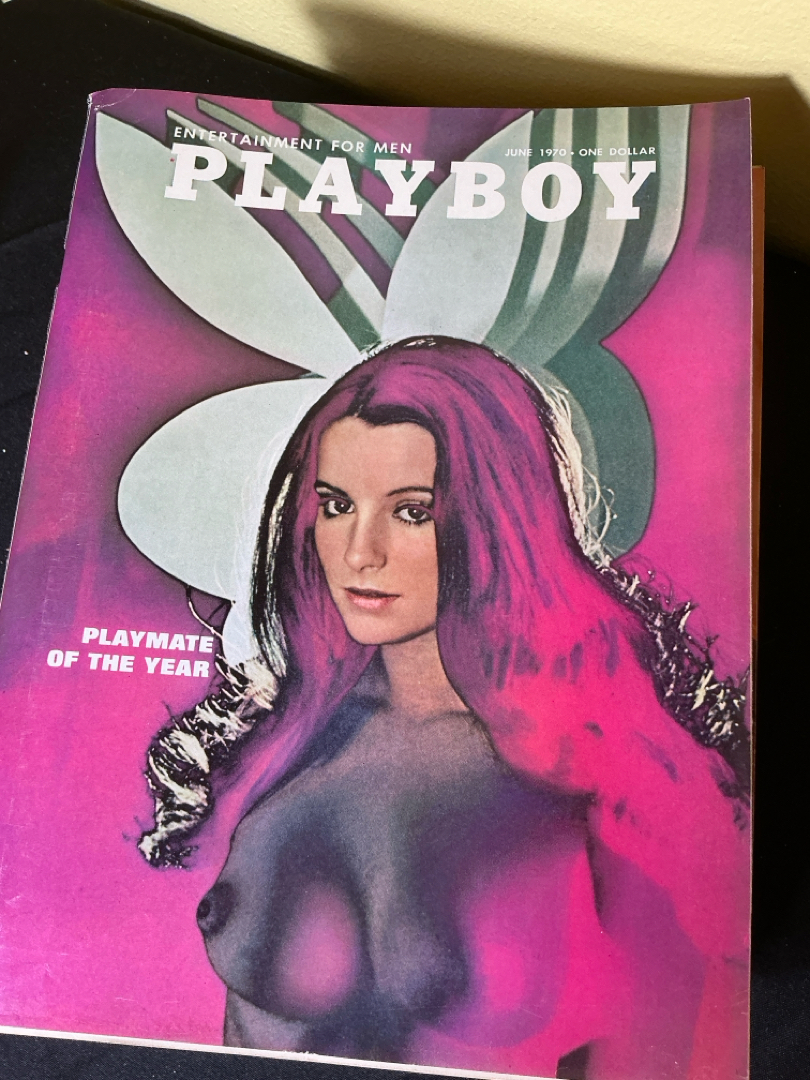 ENTERTAINMENT FOR MEN
JUNE 1970 • ONE DOLLAR
PLAYBOY
PLAYMATE
OF THE YEAR